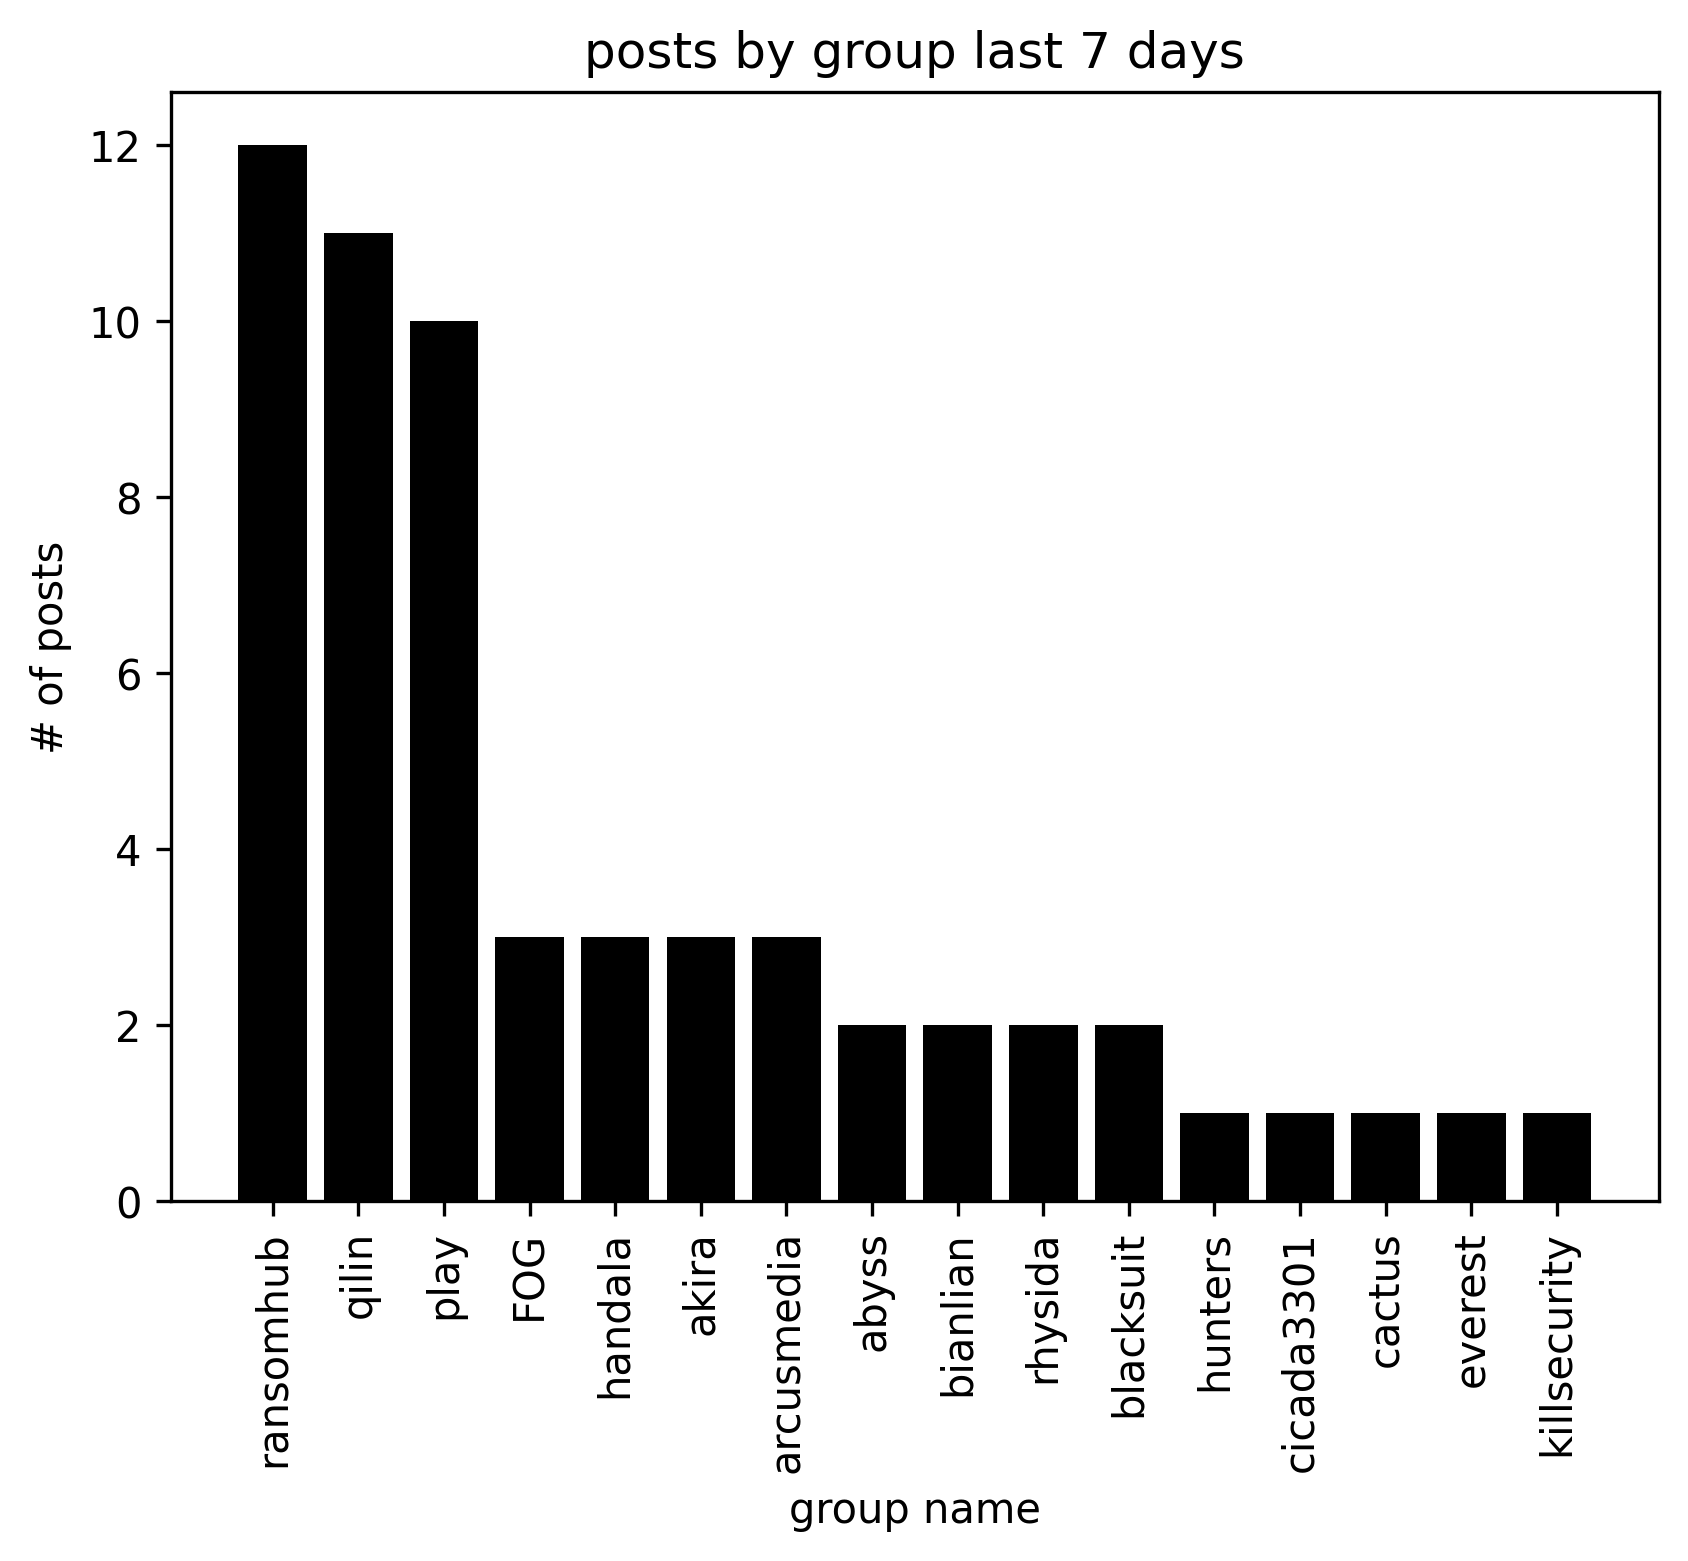 posts by group last 7 days
12
10
8
6
4
2
0
# of posts
ransomhub
qilin
play
FOG
handala
akira
arcusmedia
abyss
bianlian
rhysida
blacksuit
hunters
cicada3301
cactus
everest
killsecurity
group name